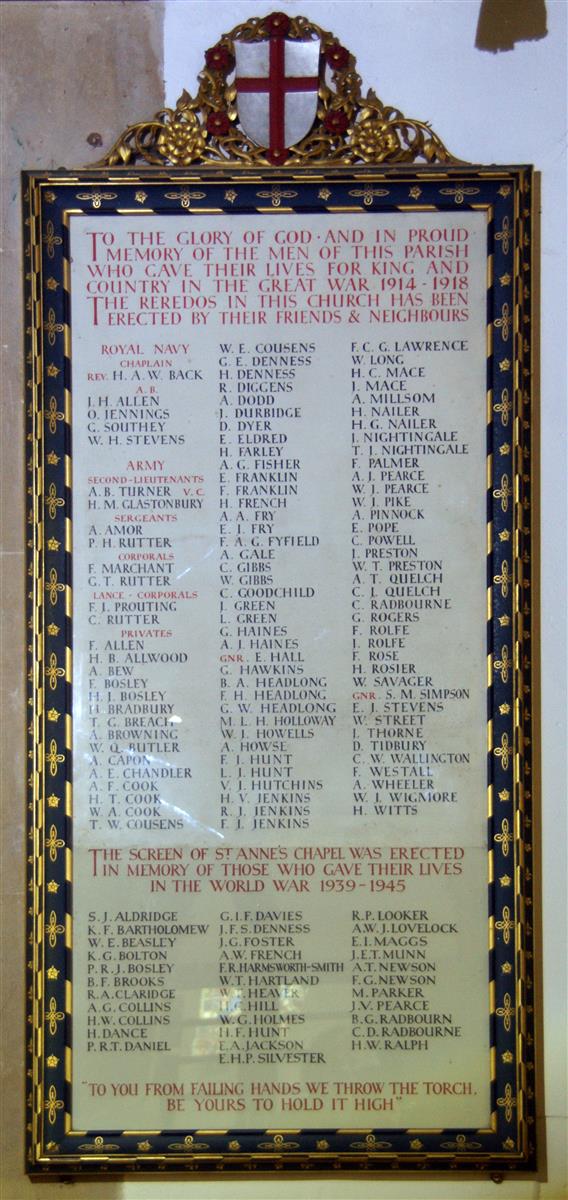 TO THE GLORY OF GOD · AND IN PROUD
MEMORY OF THE MEN OF THIS PARISH
WHO GAVE THEIR LIVES FOR KING AND
COUNTRY IN THE GREAT WAR 1914-1918
THE REREDOS IN THIS CHURCH HAS BEEN
ERECTED BY THEIR FRIENDS & NEIGHBOURS
ROYAL NAVY
CHAPLAIN
REV. H. A. W. BACK
A.B.
J. H. ALLEN
O. JENNINGS
G. SOUTHEY
W. H. STEVENS
ARMY
SECOND-LIEUTENANTS
A. B. TURNER V.C.
H. M. GLASTONBURY
SERGEANTS
A. AMOR
P. H. RUTTER
CORPORALS
F. MARCHANT
G. T. RUTTER
LANCE-CORPORALS
F. J. PROUTING
C. RUTTER
PRIVATES
F. ALLEN
H. B. ALLWOOD
A. BEW
F. BOSLEY
H. J. BOSLEY
H. BRADBURY
T. G. BREACH
A. BROWNING
W. Q. BUTLER
A. CAPON
A. E. CHANDLER
A. F. COOK
H. T. COOK
W. A. COOK
T. W. COUSENS
W. E. COUSENS
G. E. DENNESS
H. DENNESS
R. DIGGENS
A. DODD
J. DURBIDGE
D. DYER
E. ELDRED
H. FARLEY
A. G. FISHER
E. FRANKLIN
F. FRANKLIN
H. FRENCH
A. A. FRY
E. J. FRY
F. A. G. FYFIELD
A. GALE
C. GIBBS
W. GIBBS
C. GOODCHILD
J. GREEN
L. GREEN
G. HAINES
A. J. HAINES
GNR. E. HALL
G. HAWKINS
B. A. HEADLONG
F. H. HEADLONG
G. W. HEADLONG
M. L. H. HOLLOWAY
W. J. HOWELLS
A. HOWSE
F. J. HUNT
L. J. HUNT
V. J. HUTCHINS
H. V. JENKINS
R. J. JENKINS
F. J. JENKINS
F. C. G. LAWRENCE
W. LONG
H. C. MACE
J. MACE
A. MILLSOM
H. NAILER
H. G. NAILER
J. NIGHTINGALE
T. J. NIGHTINGALE
F. PALMER
A. J. PEARCE
W. J. PEARCE
W. J. PIKE
A. PINNOCK
E. POPE
C. POWELL
J. PRESTON
W. T. PRESTON
A. T. QUELCH
C. J. QUELCH
C. RADBOURNE
G. ROGERS
F. ROLFE
J. ROLFE
F. ROSE
H. ROSIER
W. SAVAGER
GNR. S. M. SIMPSON
E. J. STEVENS
W. STREET
J. THORNE
D. TIDBURY
C. W. WALLINGTON
F. WESTALL
A. WHEELER
W. J. WIGMORE
H. WITTS
THE SCREEN OF ST. ANNE'S CHAPEL WAS ERECTED
IN MEMORY OF THOSE WHO GAVE THEIR LIVES
IN THE WORLD WAR 1939-1945
S. J. ALDRIDGE
K. F. BARTHOLOMEW
W. E. BEASLEY
K. G. BOLTON
P. R. J. BOSLEY
B. F. BROOKS
R. A. CLARIDGE
A. G. COLLINS
H. W. COLLINS
H. DANCE
P. R. T. DANIEL
G. I. F. DAVIES
J. F. S. DENNESS
J. G. FOSTER
A. W. FRENCH
F. R. HARMSWORTH-SMITH
W. T. HARTLAND
W. F. HEAVER
H. G. HILL
W. G. HOLMES
H. F. HUNT
E. A. JACKSON
E. H. P. SILVESTER
R. P. LOOKER
A. W. J. LOVELOCK
E. I. MAGGS
J. E. T. MUNN
A. T. NEWSON
F. G. NEWSON
M. PARKER
J. V. PEARCE
B. G. RADBOURN
C. D. RADBOURNE
H. W. RALPH
"TO YOU FROM FAILING HANDS WE THROW THE TORCH.
BE YOURS TO HOLD IT HIGH"